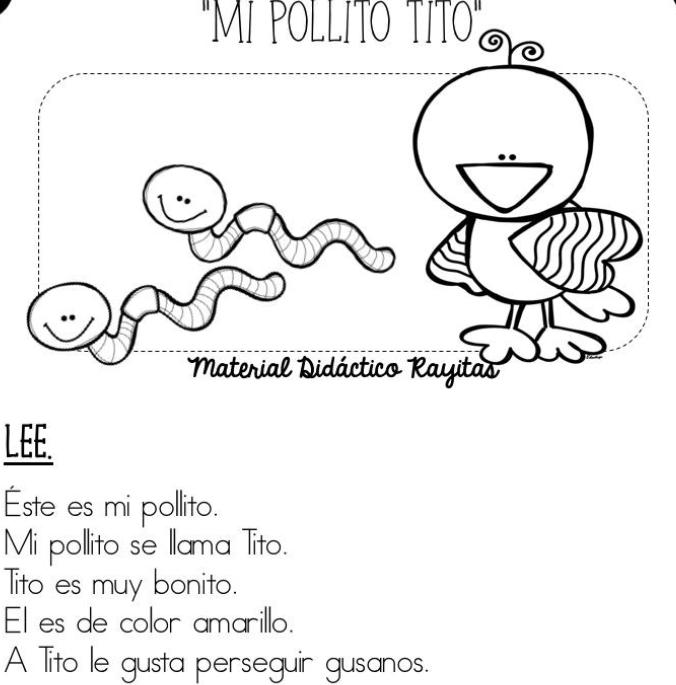 "MI POLLITO TITO"
Material Didáctico Rayitas
LEE.
Éste es mi pollito.
Mi pollito se llama Tito.
Tito es muy bonito.
El es de color amarillo.
A Tito le gusta perseguir gusanos.